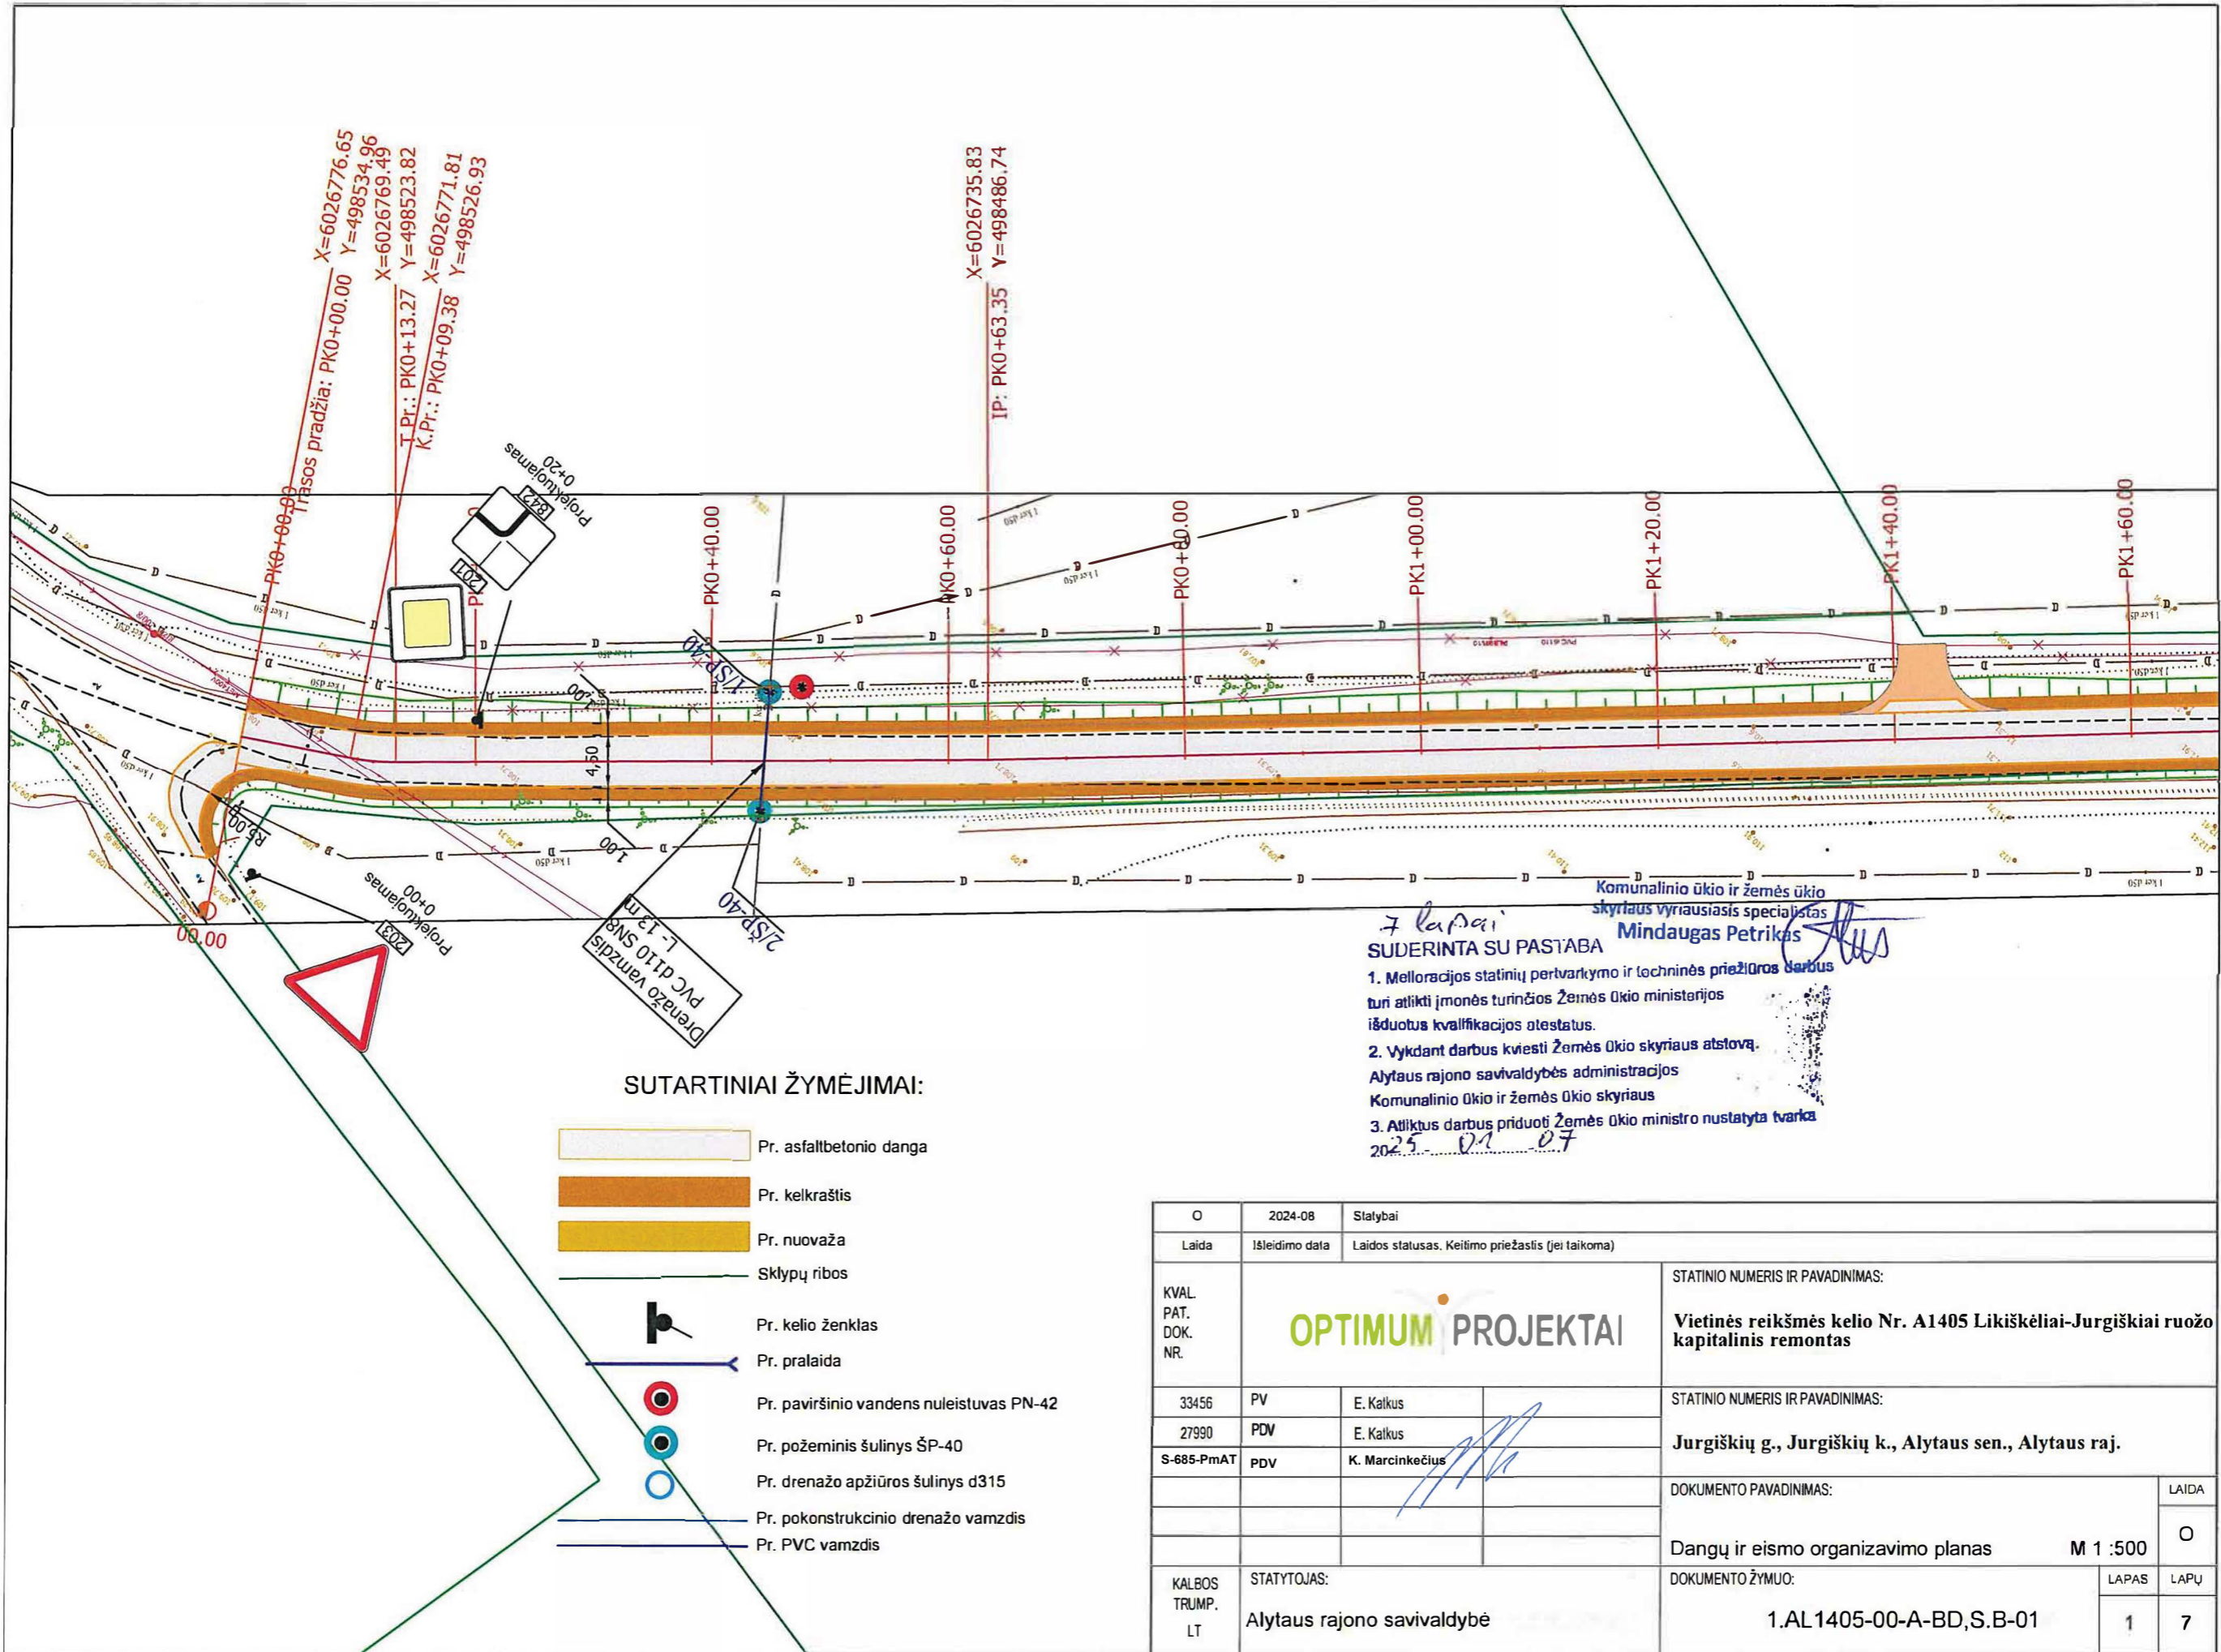 X=6026776.65
Trasos pradžia: PK0+00.00 Y=498534.96
X=6026769.49
T.Pr.: PK0+13.27 Y=498523.82
X=6026771.81
K.Pr.: PK0+09.38 Y=498526.93
X=6026735.83
IP: PK0+63,35 Y=498486,74
PK0+00.00
PK0+40.00
PK0+60.00
PK0+80.00
PK1+00.00
PK1+20.00
PK1+40.00
PK1+60.00
Projektuojamas
0+20
842
201
1/ŠP-40
1,00
4,50
1,00
R5,00
2/ŠP-40
Projektuojamas
0+00
203
00.00
Drenažo vamzdis
PVC d110 SN8
L- 13 m
7 lapai
Komunalinio ūkio ir žemės ūkio
skyriaus vyriausiasis specialistas
Mindaugas Petrikas
SUDERINTA SU PASTABA
1. Melioracijos statinių pertvarkymo ir techninės priežiūros darbus
turi atlikti įmonės turinčios Žemės ūkio ministerijos
išduotus kvalifikacijos atestatus.
2. Vykdant darbus kviesti Žemės ūkio skyriaus atstovą.
Alytaus rajono savivaldybės administracijos
Komunalinio ūkio ir žemės ūkio skyriaus
3. Atliktus darbus priduoti Žemės ūkio ministro nustatyta tvarka
2025-01-07
SUTARTINIAI ŽYMĖJIMAI:
Pr. asfaltbetonio danga
Pr. kelkraštis
Pr. nuovaža
Sklypų ribos
Pr. kelio ženklas
Pr. pralaida
Pr. paviršinio vandens nuleistuvas PN-42
Pr. požeminis šulinys ŠP-40
Pr. drenažo apžiūros šulinys d315
Pr. pokonstrukcinio drenažo vamzdis
Pr. PVC vamzdis
O 2024-08 Statybai
Laida Išleidimo data Laidos statusas. Keitimo priežastis (jei taikoma)
KVAL.
PAT.
DOK.
NR.
OPTIMUM PROJEKTAI
STATINIO NUMERIS IR PAVADINIMAS:
Vietinės reikšmės kelio Nr. A1405 Likiškėliai-Jurgiškiai ruožo
kapitalinis remontas
33456 PV E. Katkus
27990 PDV E. Katkus
S-685-PmAT PDV K. Marcinkečius
STATINIO NUMERIS IR PAVADINIMAS:
Jurgiškių g., Jurgiškių k., Alytaus sen., Alytaus raj.
DOKUMENTO PAVADINIMAS:
LAIDA
Dangų ir eismo organizavimo planas M 1 :500
O
KALBOS
TRUMP.
LT
STATYTOJAS:
Alytaus rajono savivaldybė
DOKUMENTO ŽYMUO:
1.AL1405-00-A-BD,S.B-01
LAPAS LAPŲ
1 7